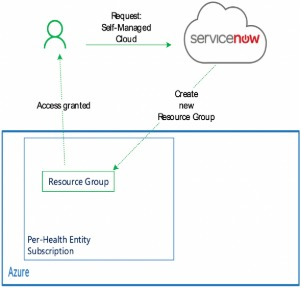 Request:
Self-Managed
Cloud
servicenow
Access granted
Create
new
Resource Group
Resource Group
Per-Health Entity
Subscription
Azure